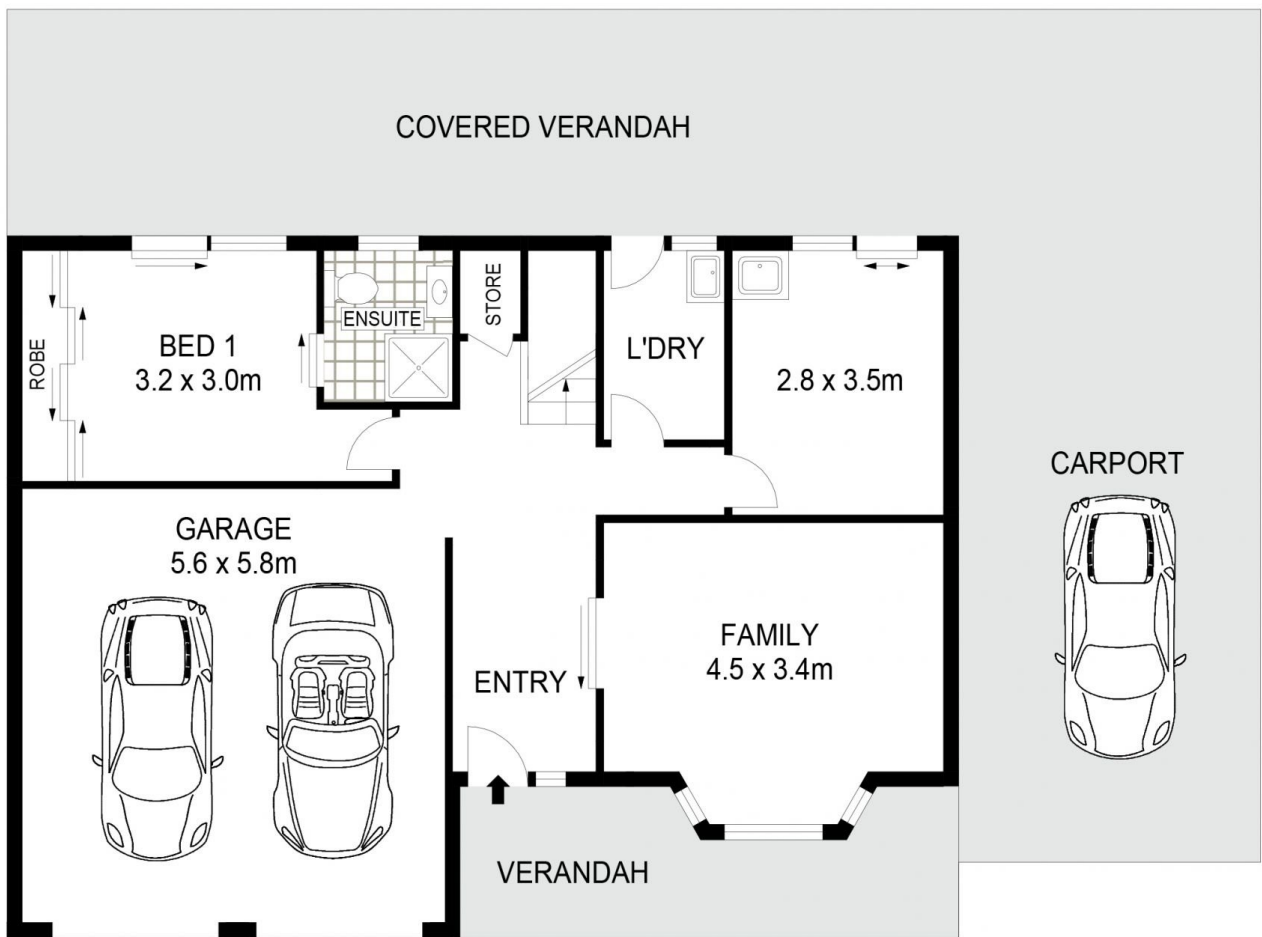 COVERED VERANDAH
ROBE
BED 1
3.2 x 3.0m
ENSUITE
STORE
L'DRY
2.8 x 3.5m
CARPORT
GARAGE
5.6 x 5.8m
ENTRY
FAMILY
4.5 x 3.4m
VERANDAH